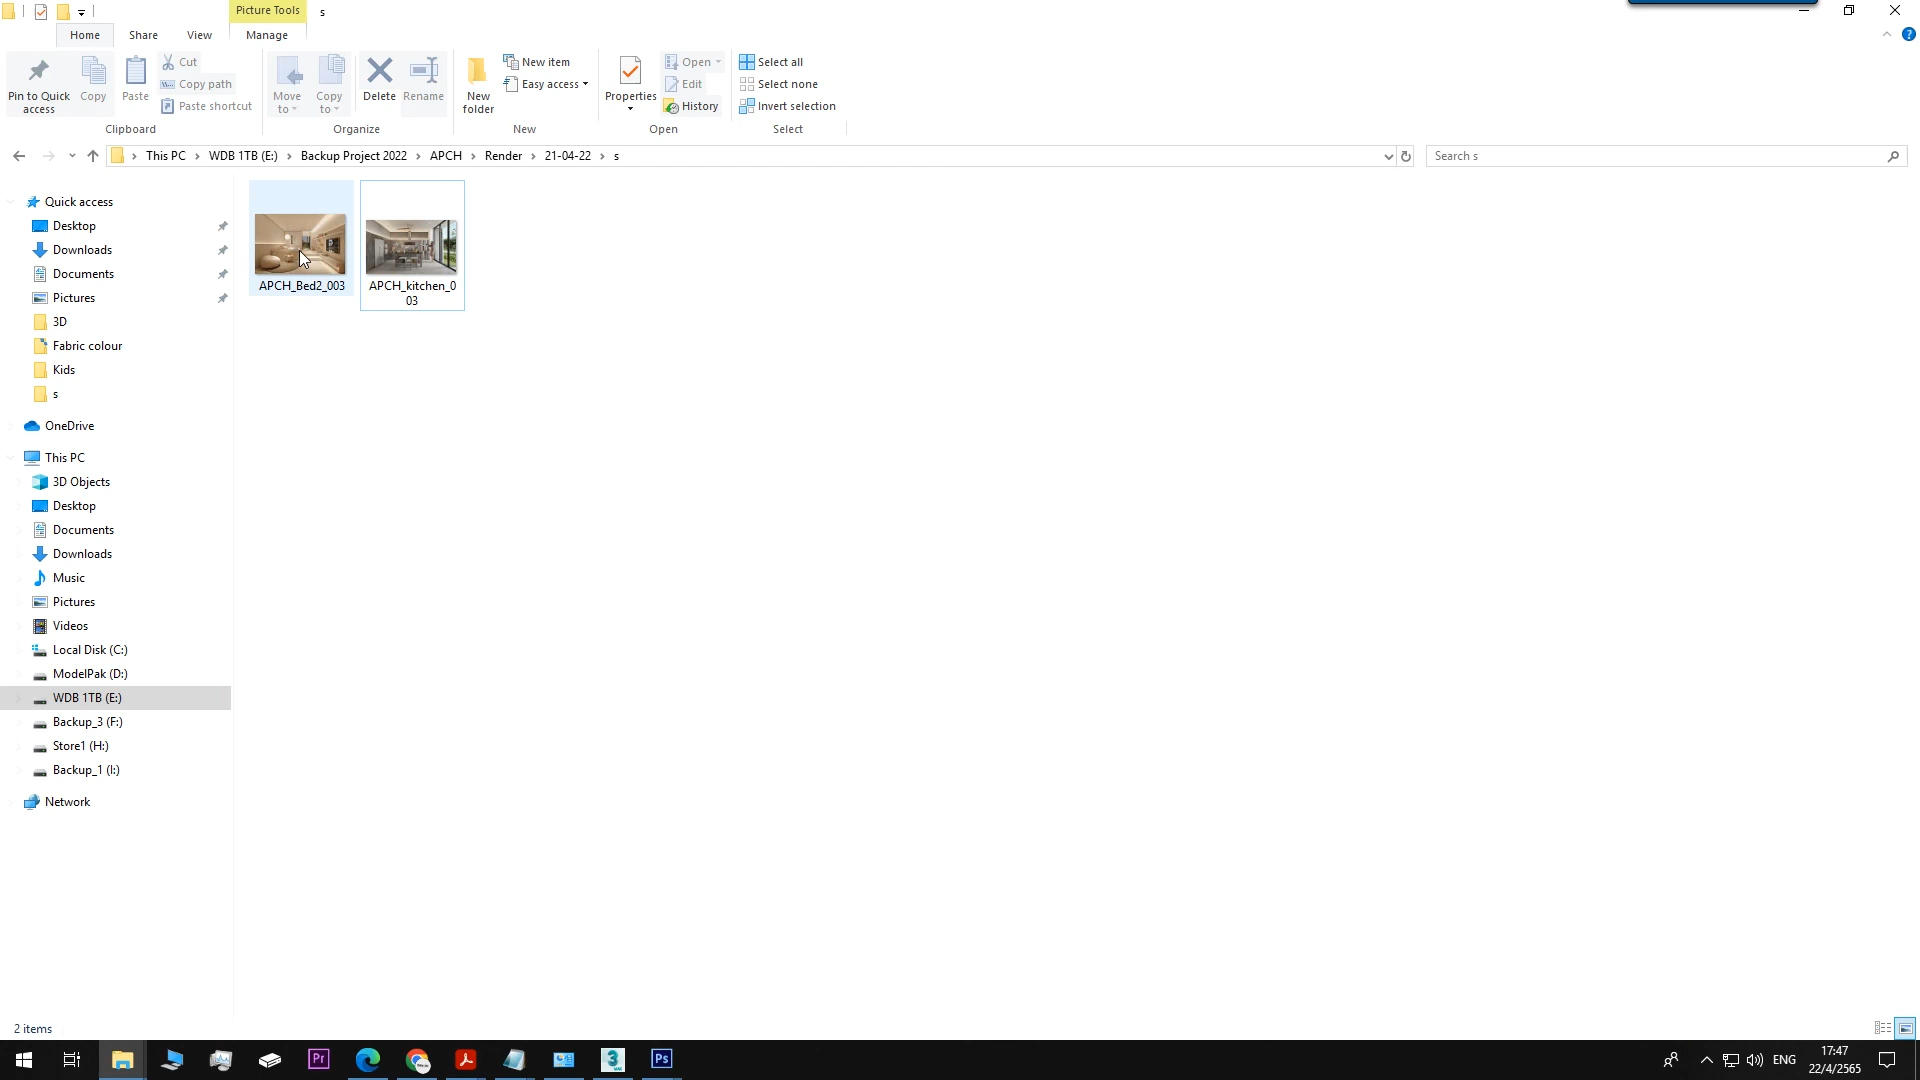 Picture Tools
s
Home
Share
View
Manage
Pin to Quick access
Copy
Paste
Cut
Copy path
Paste shortcut
Clipboard
Move to
Copy to
Delete
Rename
Organize
New folder
New item
Easy access
New
Properties
Open
Edit
History
Open
Select all
Select none
Invert selection
Select
This PC
WDB 1TB (E:)
Backup Project 2022
APCH
Render
21-04-22
s
Search s
Quick access
Desktop
Downloads
Documents
Pictures
3D
Fabric colour
Kids
s
OneDrive
This PC
3D Objects
Desktop
Documents
Downloads
Music
Pictures
Videos
Local Disk (C:)
ModelPak (D:)
WDB 1TB (E:)
Backup_3 (F:)
Store1 (H:)
Backup_1 (I:)
Network
APCH_Bed2_003
APCH_kitchen_0
03
2 items
Pr
3
Ps
ENG
17:47
22/4/2565